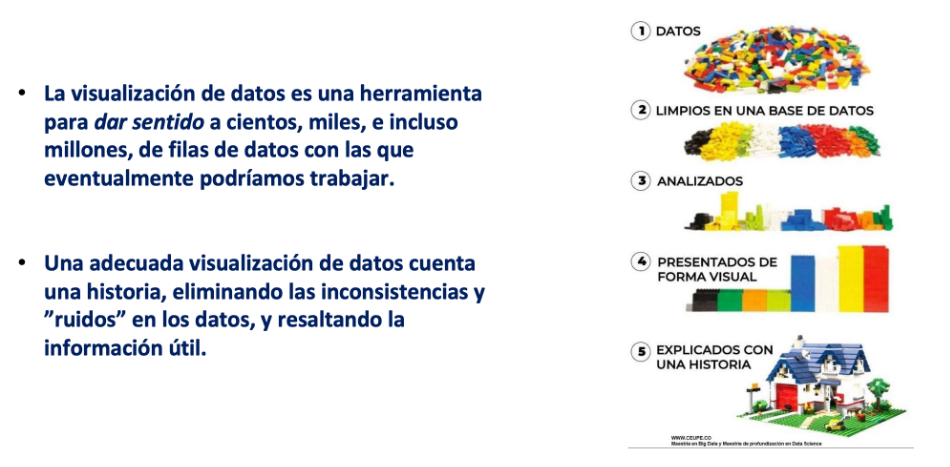 • La visualización de datos es una herramienta
para dar sentido a cientos, miles, e incluso
millones, de filas de datos con las que
eventualmente podríamos trabajar.
• Una adecuada visualización de datos cuenta
una historia, eliminando las inconsistencias y
”ruidos” en los datos, y resaltando la
información útil.
1 DATOS
2 LIMPIOS EN UNA BASE DE DATOS
3 ANALIZADOS
4 PRESENTADOS DE
FORMA VISUAL
5 EXPLICADOS CON
UNA HISTORIA
WWW.CEUPE.CO
Maestría en Big Data y Maestría de profundización en Data Science